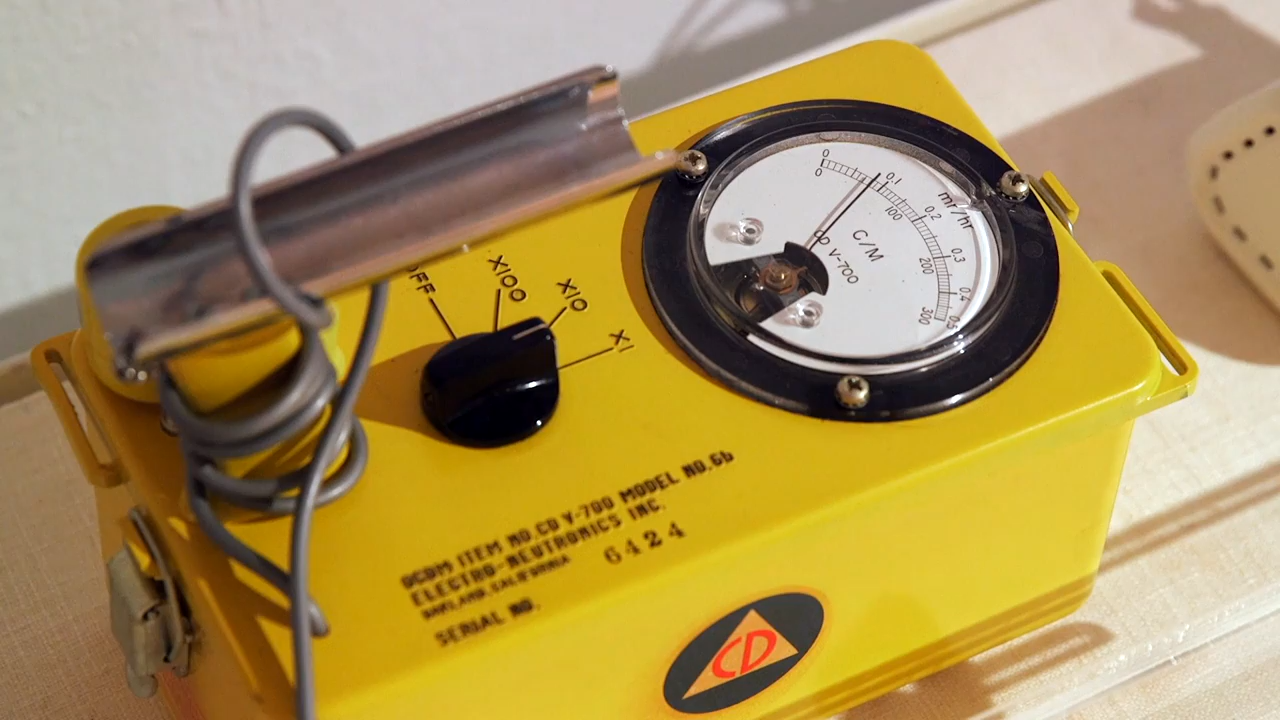 0 0.1 0.2 0.3 0.4 0.5
mr/hr
0 100 200 300
C/M
CD V-700
OFF
X100
X10
X1
OCDM ITEM NO. CD V-700 MODEL NO. 6b
ELECTRO-NEUTRONICS INC.
OAKLAND, CALIFORNIA
6424
SERIAL NO.
CD